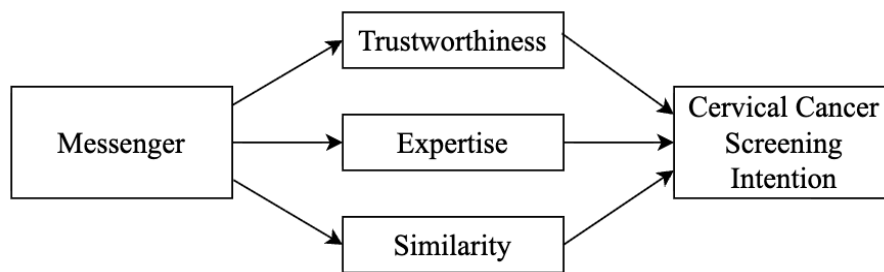 Messenger
Trustworthiness
Expertise
Similarity
Cervical Cancer
Screening
Intention